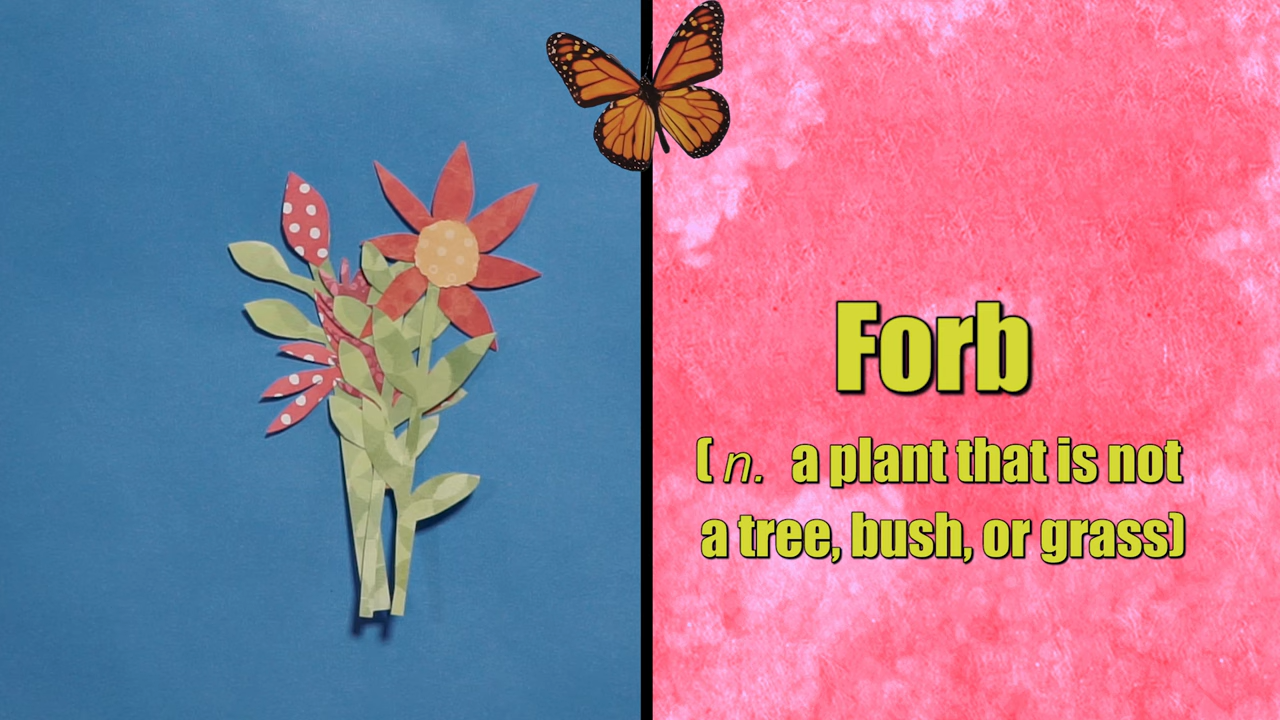 Forb
( n. a plant that is not
a tree, bush, or grass)